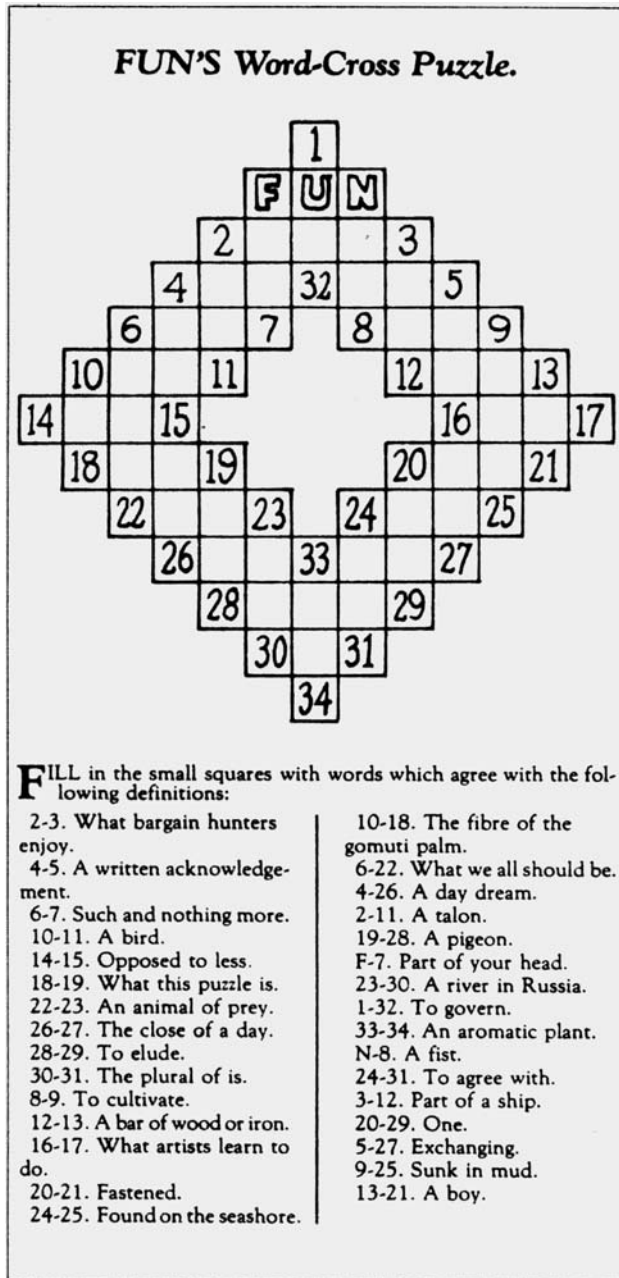 FUN'S Word-Cross Puzzle.
1
F U N
2 3
4 32 5
6 7 8 9
10 11 12 13
14 15 16 17
18 19 20 21
22 23 24 25
26 33 27
28 29
30 31
34
FILL in the small squares with words which agree with the fol-
lowing definitions:
2-3. What bargain hunters
enjoy.
4-5. A written acknowledge-
ment.
6-7. Such and nothing more.
10-11. A bird.
14-15. Opposed to less.
18-19. What this puzzle is.
22-23. An animal of prey.
26-27. The close of a day.
28-29. To elude.
30-31. The plural of is.
8-9. To cultivate.
12-13. A bar of wood or iron.
16-17. What artists learn to
do.
20-21. Fastened.
24-25. Found on the seashore.
10-18. The fibre of the
gomuti palm.
6-22. What we all should be.
4-26. A day dream.
2-11. A talon.
19-28. A pigeon.
F-7. Part of your head.
23-30. A river in Russia.
1-32. To govern.
33-34. An aromatic plant.
N-8. A fist.
24-31. To agree with.
3-12. Part of a ship.
20-29. One.
5-27. Exchanging.
9-25. Sunk in mud.
13-21. A boy.